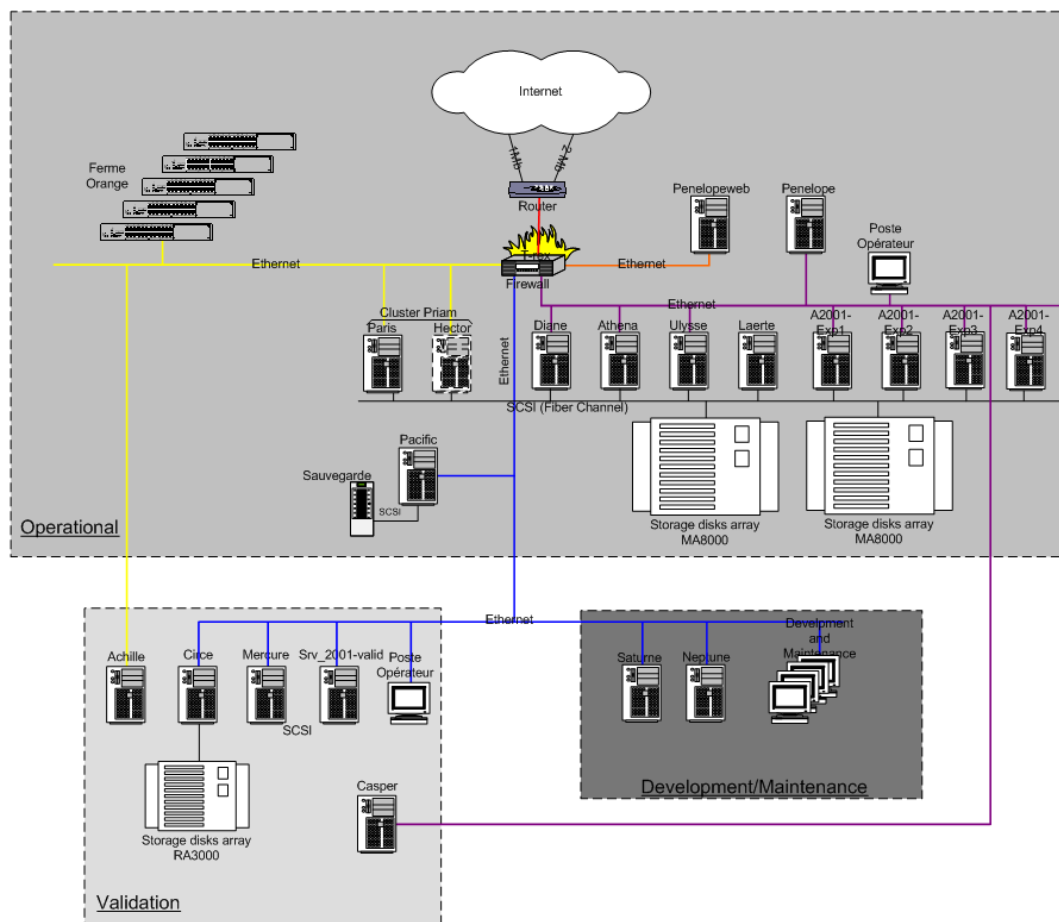 Internet
1Mb
2 Mb
Ferme
Orange
Router
Penelopeweb
Penelope
Poste
Opérateur
T-rex
Firewall
Ethernet
Ethernet
Ethernet
Cluster Priam
Paris
Hector
Ethernet
Diane
Athena
Ulysse
Laerte
A2001-
Exp1
A2001-
Exp2
A2001-
Exp3
A2001-
Exp4
SCSI (Fiber Channel)
Pacific
Sauvegarde
SCSI
Storage disks array
MA8000
Storage disks array
MA8000
Operational
Ethernet
Achille
Circe
Mercure
Srv_2001-valid
Poste
Opérateur
SCSI
Saturne
Neptune
Development
and
Maintenance
Development/Maintenance
Storage disks array
RA3000
Casper
Validation